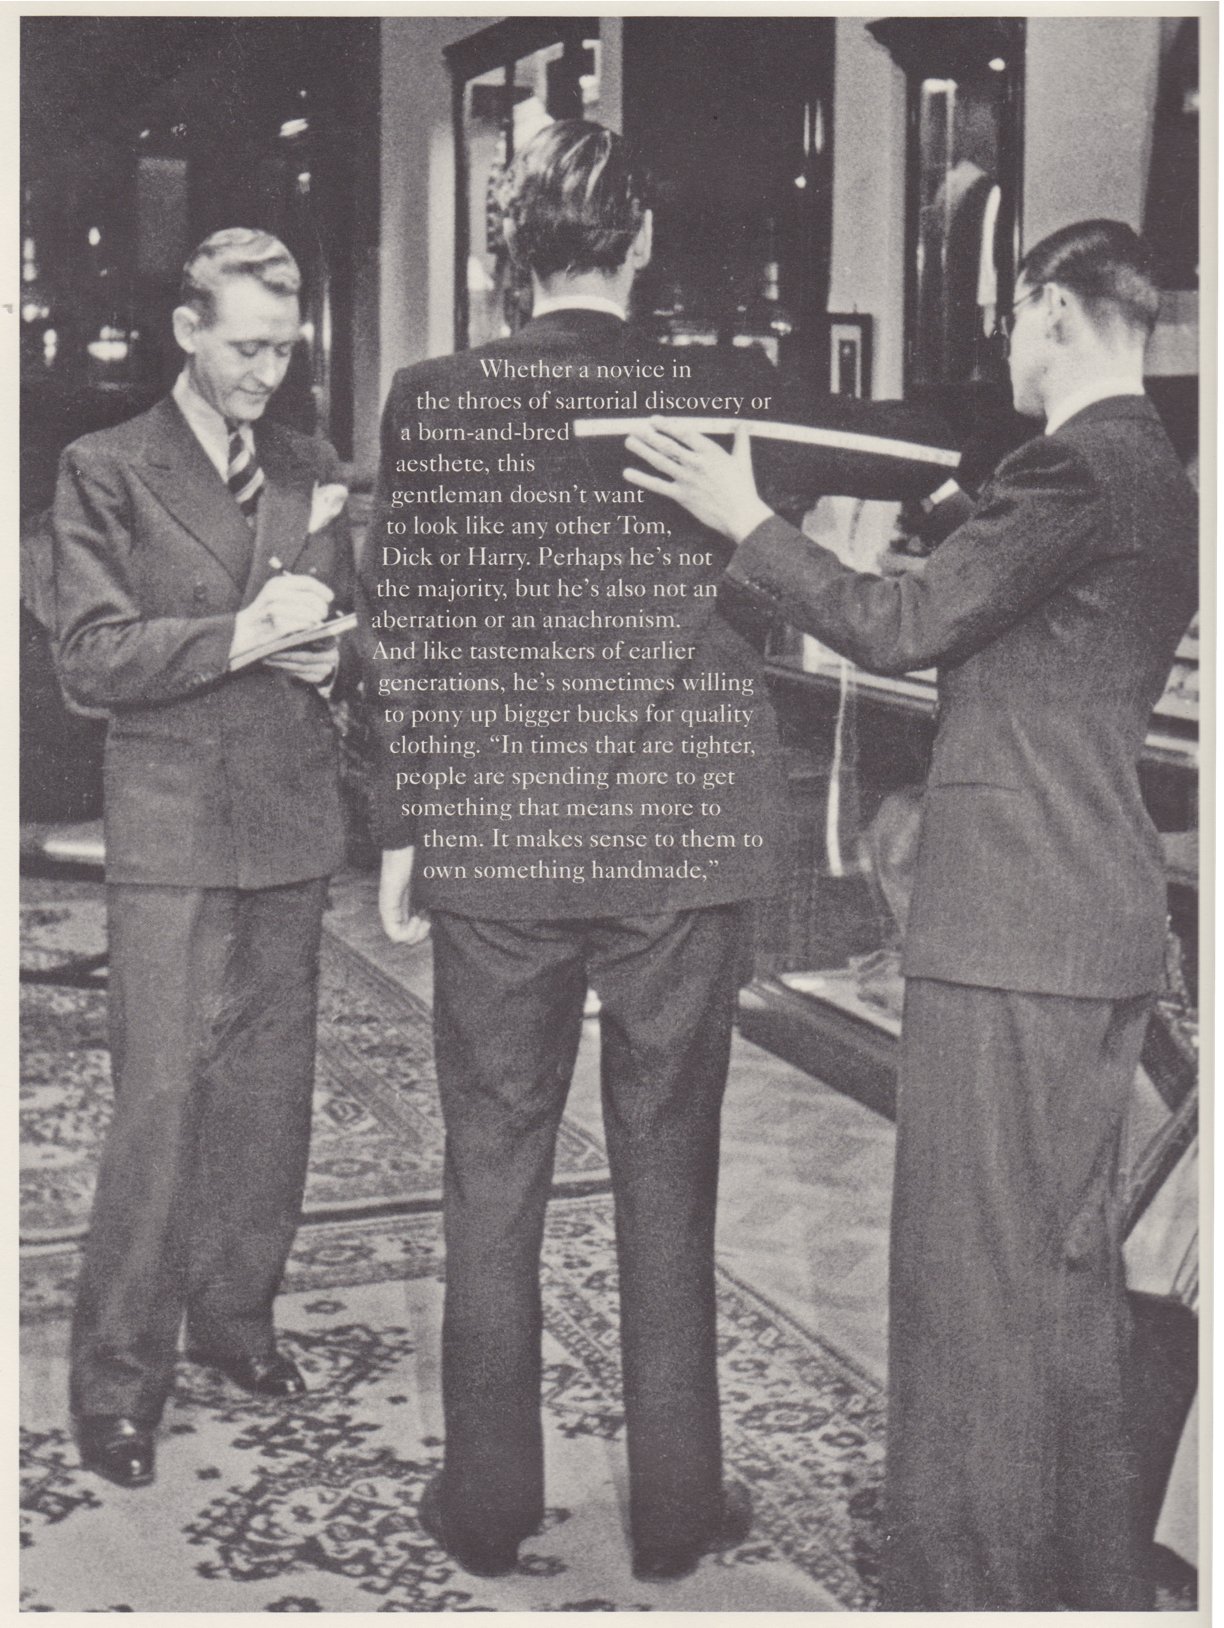 Whether a novice in
the throes of sartorial discovery or
a born-and-bred
aesthete, this
gentleman doesn’t want
to look like any other Tom,
Dick or Harry. Perhaps he’s not
the majority, but he’s also not an
aberration or an anachronism.
And like tastemakers of earlier
generations, he’s sometimes willing
to pony up bigger bucks for quality
clothing. “In times that are tighter,
people are spending more to get
something that means more to
them. It makes sense to them to
own something handmade,”